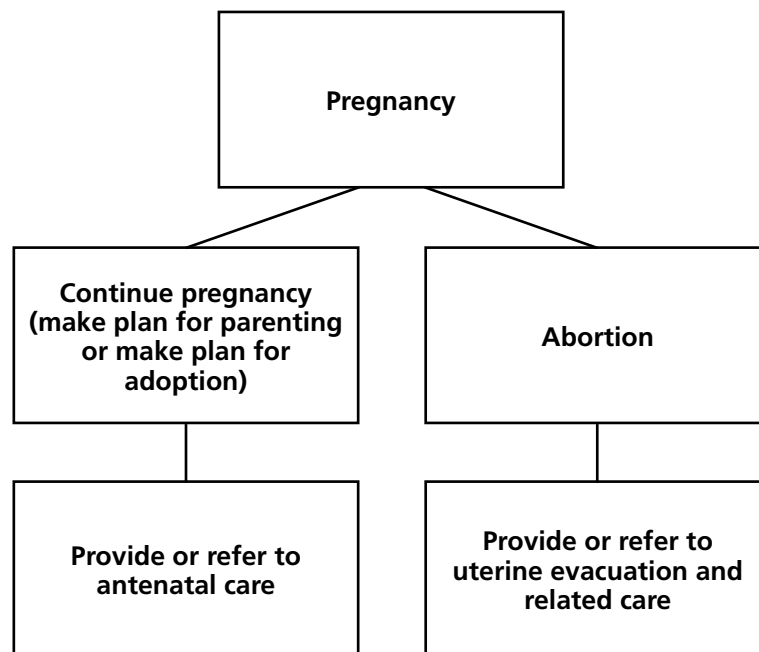 Pregnancy
Continue pregnancy
(make plan for parenting
or make plan for
adoption)
Abortion
Provide or refer to
antenatal care
Provide or refer to
uterine evacuation and
related care